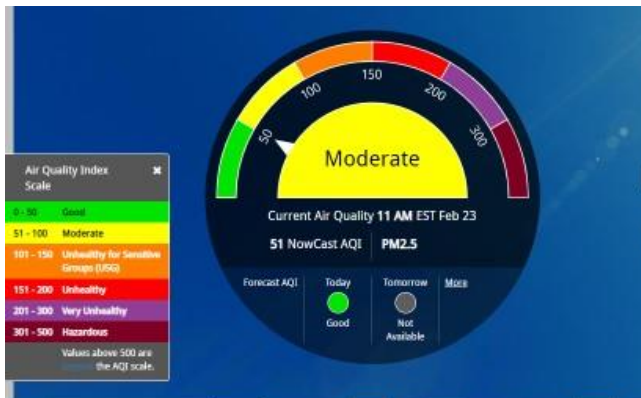 50
100
150
200
300
Moderate
Current Air Quality 11 AM EST Feb 23
51 NowCast AQI PM2.5
Forecast AQI Today Tomorrow More
Good Not
Available
Air Quality Index
Scale
0 - 50 Good
51 - 100 Moderate
101 - 150 Unhealthy for Sensitive
Groups (USG)
151 - 200 Unhealthy
201 - 300 Very Unhealthy
301 - 500 Hazardous
Values above 500 are
the AQI scale.